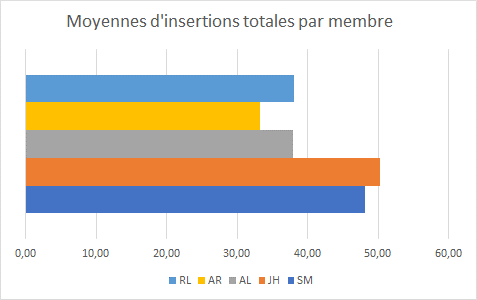 Moyennes d'insertions totales par membre
0,00 10,00 20,00 30,00 40,00 50,00 60,00
RL AR AL JH SM